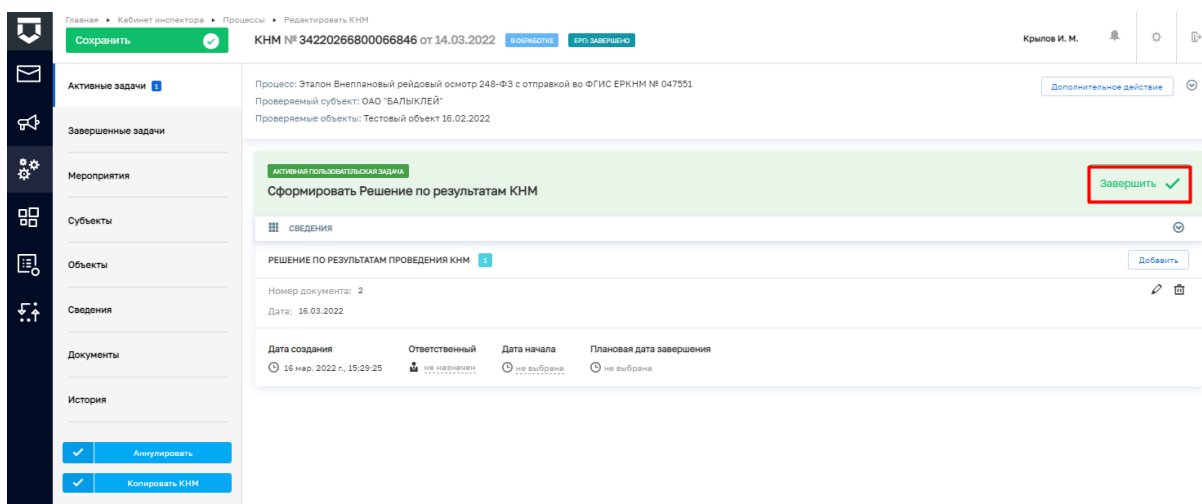 Главная ▸ Кабинет инспектора ▸ Процессы ▸ Редактировать КНМ
Сохранить
КНМ № 34220266800066846 от 14.03.2022 В ОБРАБОТКЕ ЕРП: ЗАВЕРШЕНО
Крылов И. М.
Активные задачи 1
Завершенные задачи
Мероприятия
Субъекты
Объекты
Сведения
Документы
История
Аннулировать
Копировать КНМ
Процесс: Эталон Внеплановый рейдовый осмотр 248-ФЗ с отправкой во ФГИС ЕРКНМ № 047551
Дополнительное действие
Проверяемый субъект: ОАО "БАЛЫКЛЕЙ"
Проверяемые объекты: Тестовый объект 16.02.2022
АКТИВНАЯ ПОЛЬЗОВАТЕЛЬСКАЯ ЗАДАЧА
Сформировать Решение по результатам КНМ
Завершить
СВЕДЕНИЯ
РЕШЕНИЕ ПО РЕЗУЛЬТАТАМ ПРОВЕДЕНИЯ КНМ 1
Добавить
Номер документа: 2
Дата: 16.03.2022
Дата создания Ответственный Дата начала Плановая дата завершения
16 мар. 2022 г., 15:29:25 не назначен не выбрана не выбрана